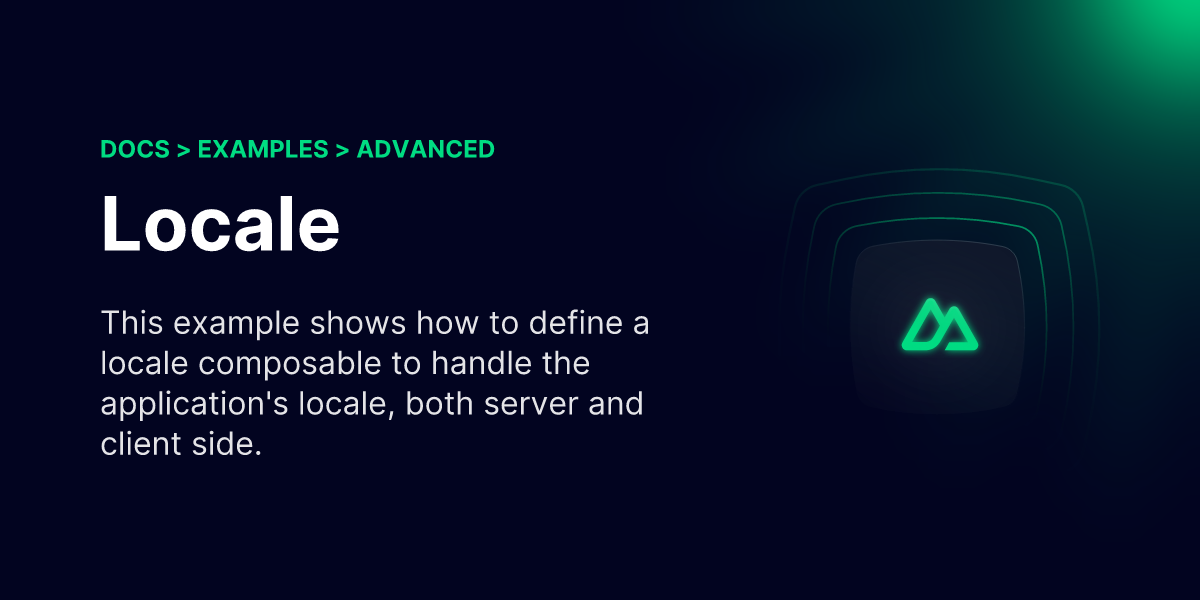 DOCS > EXAMPLES > ADVANCED
Locale
This example shows how to define a
locale composable to handle the
application's locale, both server and
client side.